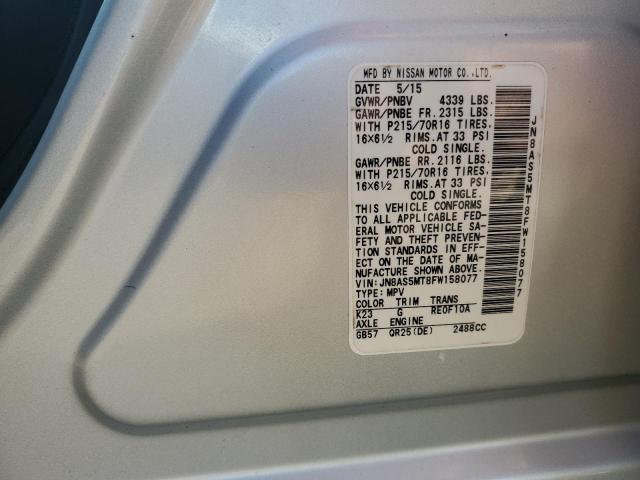 MFD BY NISSAN MOTOR CO.,LTD.
DATE 5/15
GVWR/PNBV 4339 LBS.
GAWR/PNBE FR. 2315 LBS.
WITH P215/70R16 TIRES.
16×6½ RIMS. AT 33 PSI
COLD SINGLE.
GAWR/PNBE RR. 2116 LBS.
WITH P215/70R16 TIRES.
16×6½ RIMS. AT 33 PSI
COLD SINGLE.
THIS VEHICLE CONFORMS
TO ALL APPLICABLE FED-
ERAL MOTOR VEHICLE SA-
FETY AND THEFT PREVEN-
TION STANDARDS IN EFF-
ECT ON THE DATE OF MA-
NUFACTURE SHOWN ABOVE.
VIN: JN8AS5MT8FW158077
TYPE: MPV
COLOR TRIM TRANS
K23 G RE0F10A
AXLE ENGINE
GB57 QR25(DE) 2488CC
JN8AS5MT8FW158077